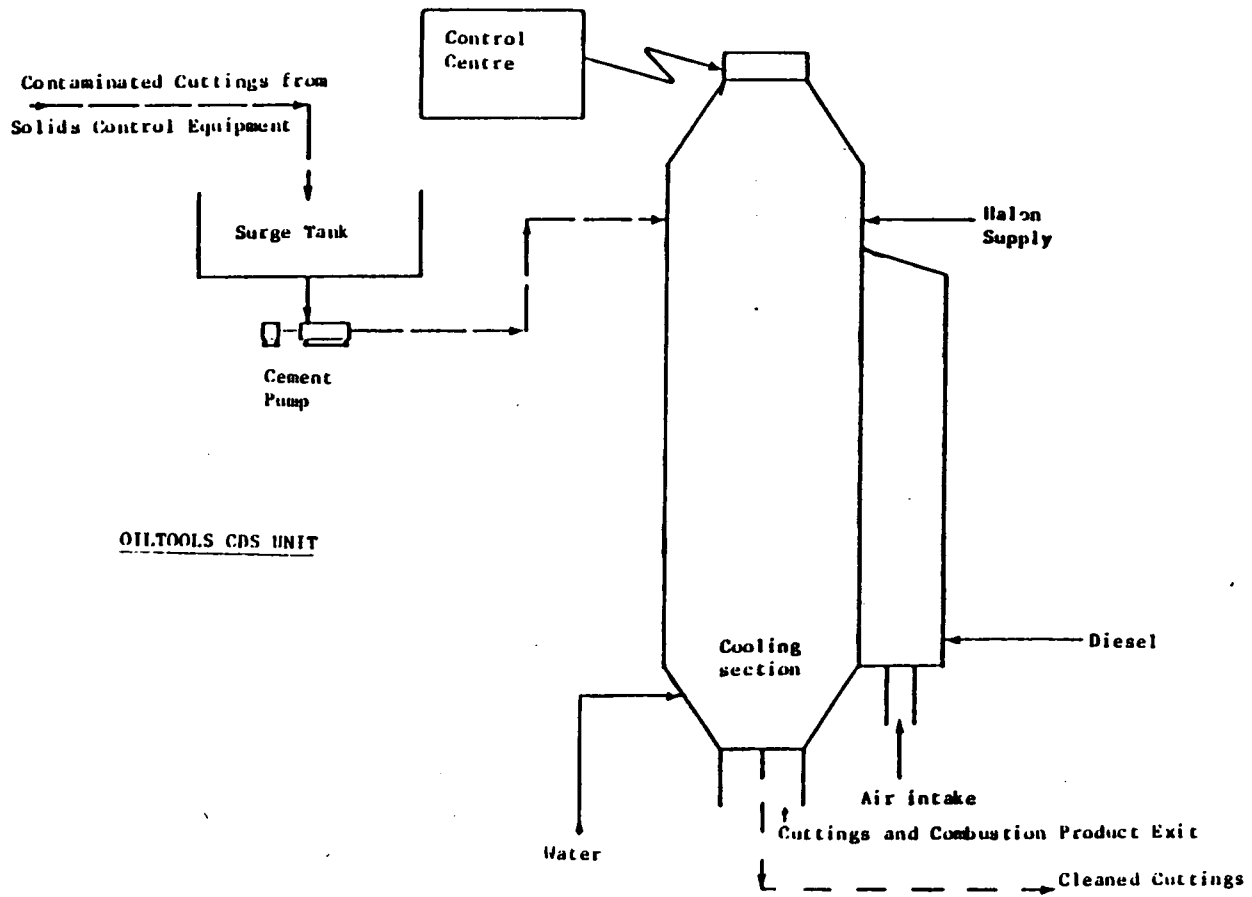 Control
Centre
Contaminated Cuttings from
Solids Control Equipment
Surge Tank
Halon
Supply
Cement
Pump
OILTOOLS CDS UNIT
Cooling
section
Diesel
Air intake
Cuttings and Combustion Product Exit
Water
Cleaned Cuttings